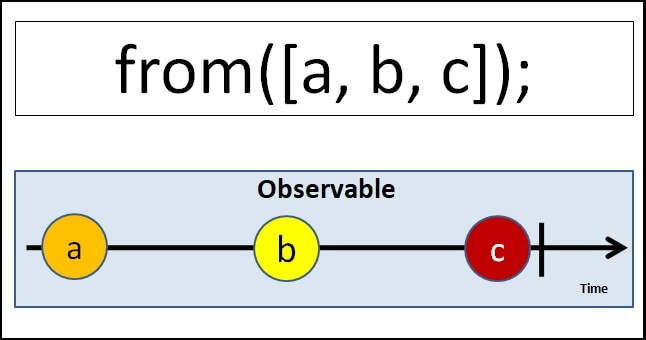 from([a, b, c]);
Observable
a b c
Time